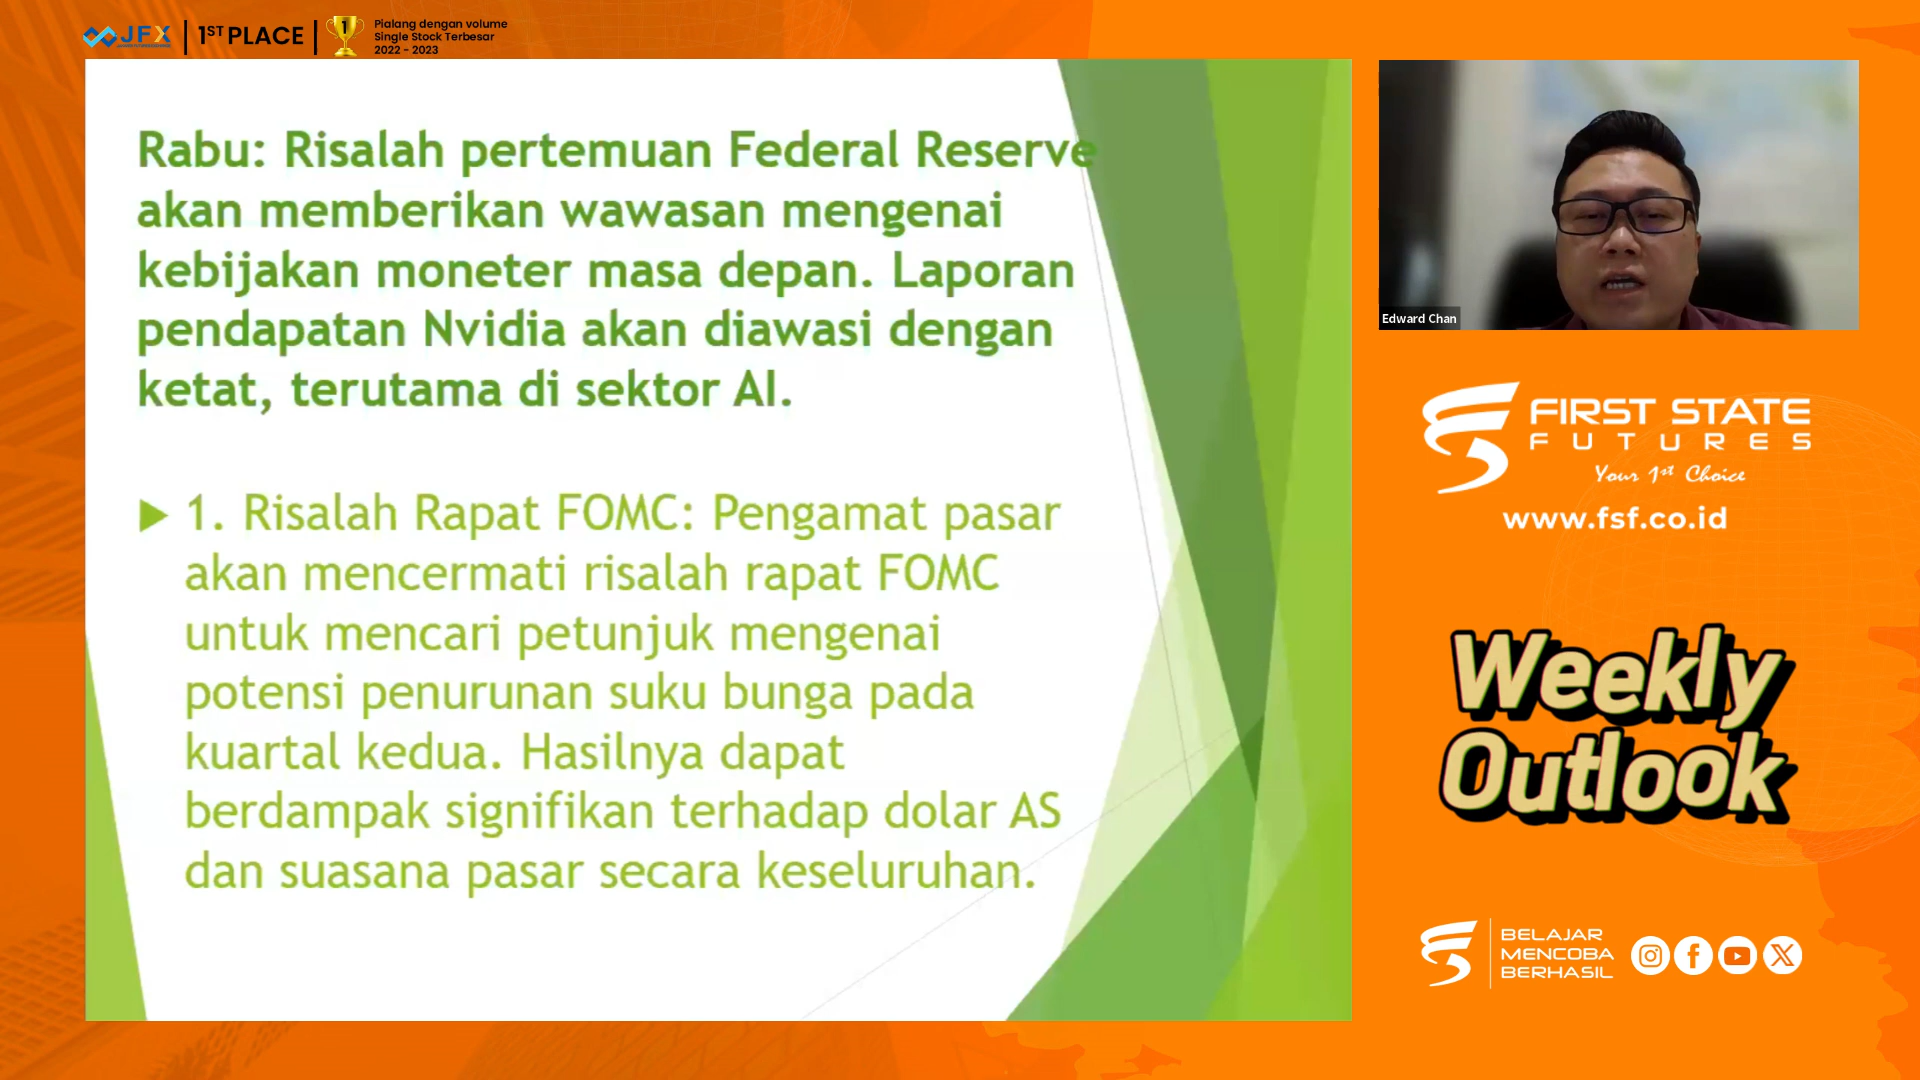 JFX
1ST PLACE
1
Pialang dengan volume
Single Stock Terbesar
2022 - 2023
Rabu: Risalah pertemuan Federal Reserve
akan memberikan wawasan mengenai
kebijakan moneter masa depan. Laporan
pendapatan Nvidia akan diawasi dengan
ketat, terutama di sektor AI.
1. Risalah Rapat FOMC: Pengamat pasar
akan mencermati risalah rapat FOMC
untuk mencari petunjuk mengenai
potensi penurunan suku bunga pada
kuartal kedua. Hasilnya dapat
berdampak signifikan terhadap dolar AS
dan suasana pasar secara keseluruhan.
Edward Chan
FIRST STATE
FUTURES
Your 1st Choice
www.fsf.co.id
Weekly
Outlook
BELAJAR
MENCOBA
BERHASIL